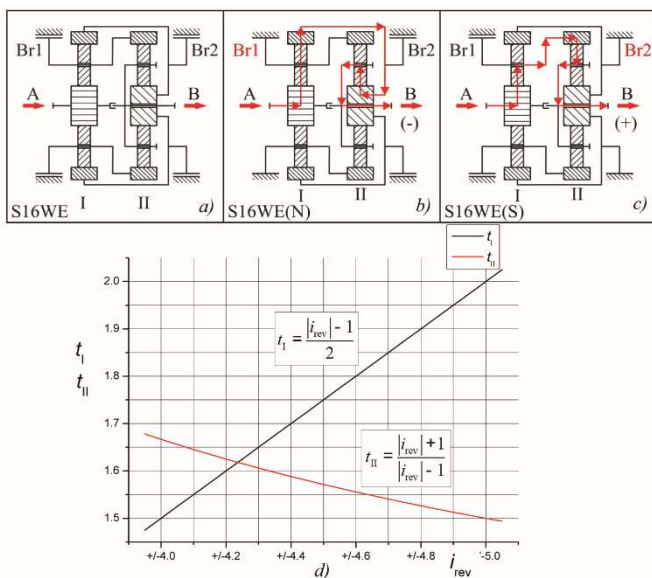 Br1 Br2 Br1 Br2 Br1 Br2
A B A B A B
(-) (+)
I II I II I II
S16WE a) S16WE(N) b) S16WE(S) c)
t_I
t_II
2.0
1.9
1.8
1.7
1.6
1.5
t_I
t_II
t_I = (|i_rev| - 1) / 2
t_II = (|i_rev| + 1) / (|i_rev| - 1)
+/-4.0 +/-4.2 +/-4.4 +/-4.6 +/-4.8 +/-5.0
d) i_rev